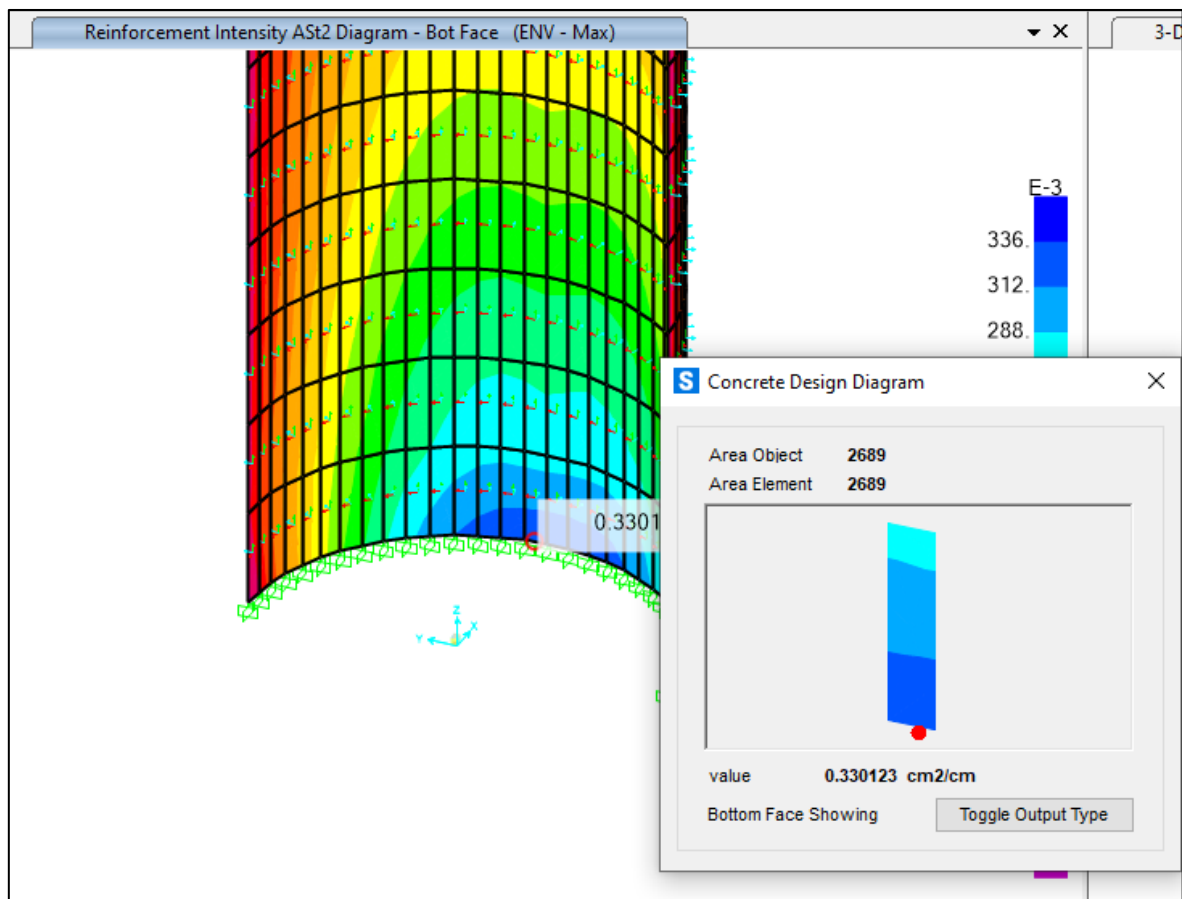 Reinforcement Intensity ASt2 Diagram - Bot Face (ENV - Max)
3-D
E-3
336.
312.
288.
Concrete Design Diagram
Area Object 2689
Area Element 2689
0.3301
Z
Y X
value 0.330123 cm2/cm
Bottom Face Showing Toggle Output Type